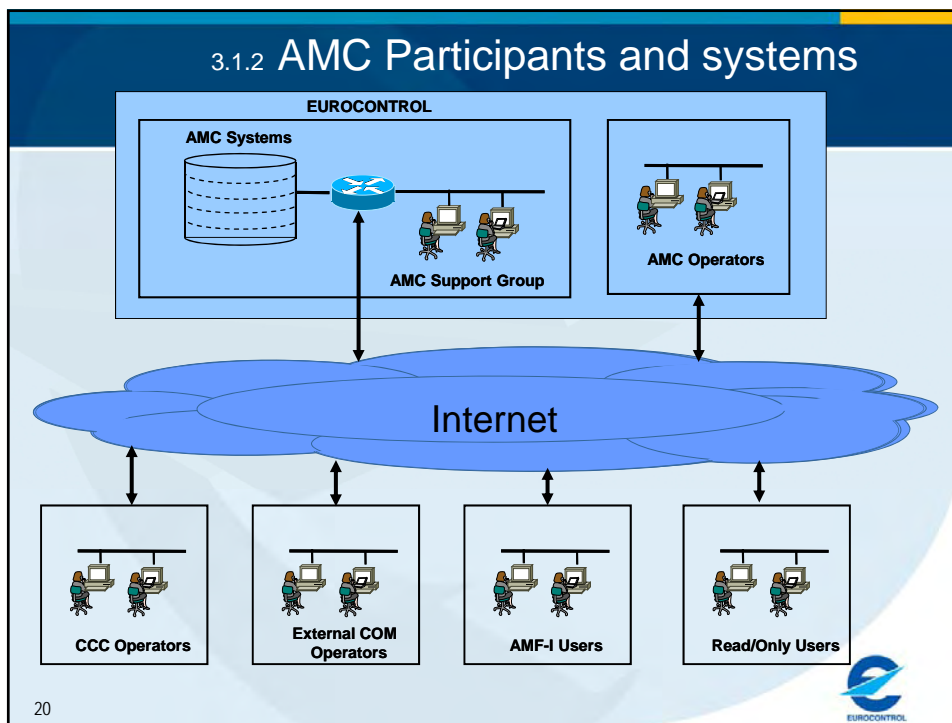 3.1.2 AMC Participants and systems
EUROCONTROL
AMC Systems
AMC Support Group
AMC Operators
Internet
CCC Operators
External COM
Operators
AMF-I Users
Read/Only Users
20
EUROCONTROL